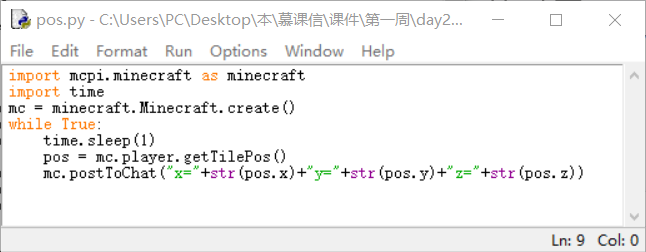 pos.py - C:\Users\PC\Desktop\本\慕课信\课件\第一周\day2...
File Edit Format Run Options Window Help
import mcpi.minecraft as minecraft
import time
mc = minecraft.Minecraft.create()
while True:
    time.sleep(1)
    pos = mc.player.getTilePos()
    mc.postToChat("x="+str(pos.x)+"y="+str(pos.y)+"z="+str(pos.z))
Ln: 9 Col: 0